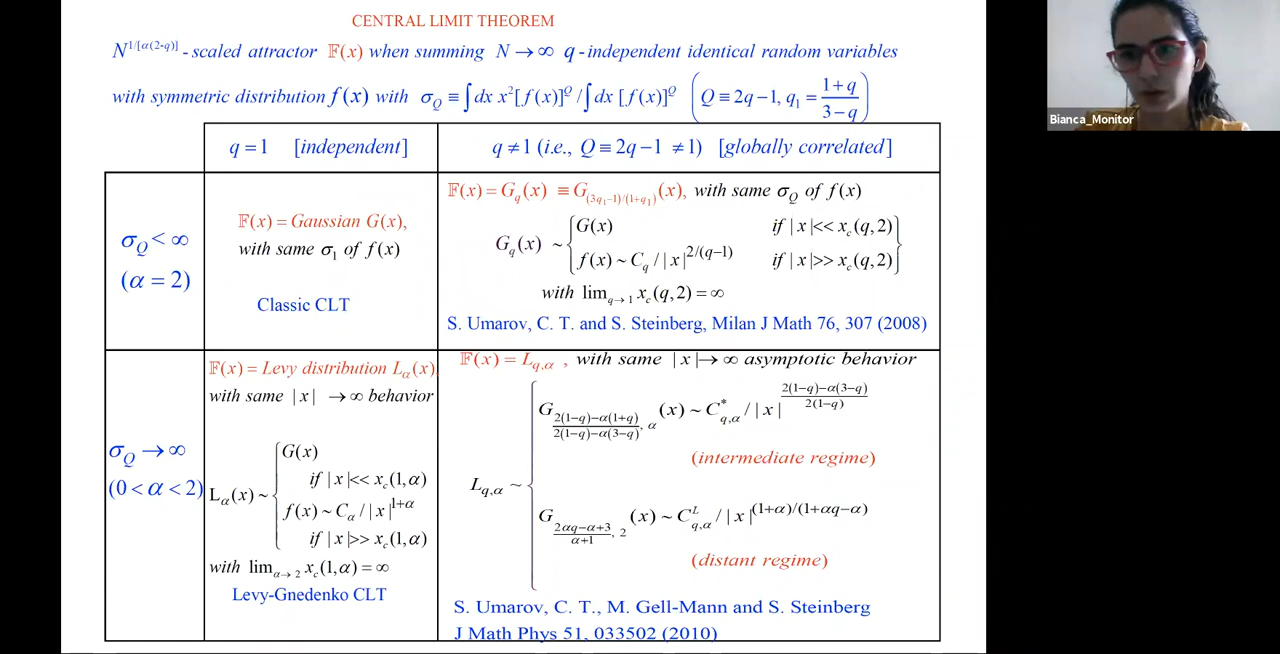 CENTRAL LIMIT THEOREM
N^{1/[α(2-q)]} - scaled attractor 𝔽(x) when summing N → ∞ q - independent identical random variables
with symmetric distribution f(x) with σ_Q ≡ ∫dx x²[f(x)]^Q / ∫dx [f(x)]^Q (Q ≡ 2q−1, q₁ = (1+q)/(3−q))
q = 1 [independent]
q ≠ 1 (i.e., Q ≡ 2q−1 ≠ 1) [globally correlated]
σ_Q < ∞
(α = 2)
𝔽(x) = Gaussian G(x),
with same σ₁ of f(x)
Classic CLT
𝔽(x) = G_q(x) ≡ G_{(3q₁−1)/(1+q₁)}(x), with same σ_Q of f(x)
G_q(x) ~ { G(x) if |x| << x_c(q, 2)
f(x) ~ C_q / |x|^{2/(q−1)} if |x| >> x_c(q, 2) }
with lim_{q→1} x_c(q, 2) = ∞
S. Umarov, C. T. and S. Steinberg, Milan J Math 76, 307 (2008)
σ_Q → ∞
(0 < α < 2)
𝔽(x) = Levy distribution L_α(x),
with same |x| → ∞ behavior
L_α(x) ~ { G(x)
if |x| << x_c(1, α)
f(x) ~ C_α / |x|^{1+α}
if |x| >> x_c(1, α)
with lim_{α→2} x_c(1, α) = ∞
Levy-Gnedenko CLT
𝔽(x) = L_{q,α} , with same |x| → ∞ asymptotic behavior
L_{q,α} ~ { G_{(2(1−q)−α(1+q))/(2(1−q)−α(3−q)), α}(x) ~ C*_{q,α} / |x|^{(2(1−q)−α(3−q))/(2(1−q))}
(intermediate regime)
G_{(2αq−α+3)/(α+1), 2}(x) ~ C^L_{q,α} / |x|^{(1+α)/(1+αq−α)}
(distant regime)
S. Umarov, C. T., M. Gell-Mann and S. Steinberg
J Math Phys 51, 033502 (2010)
Bianca_Monitor